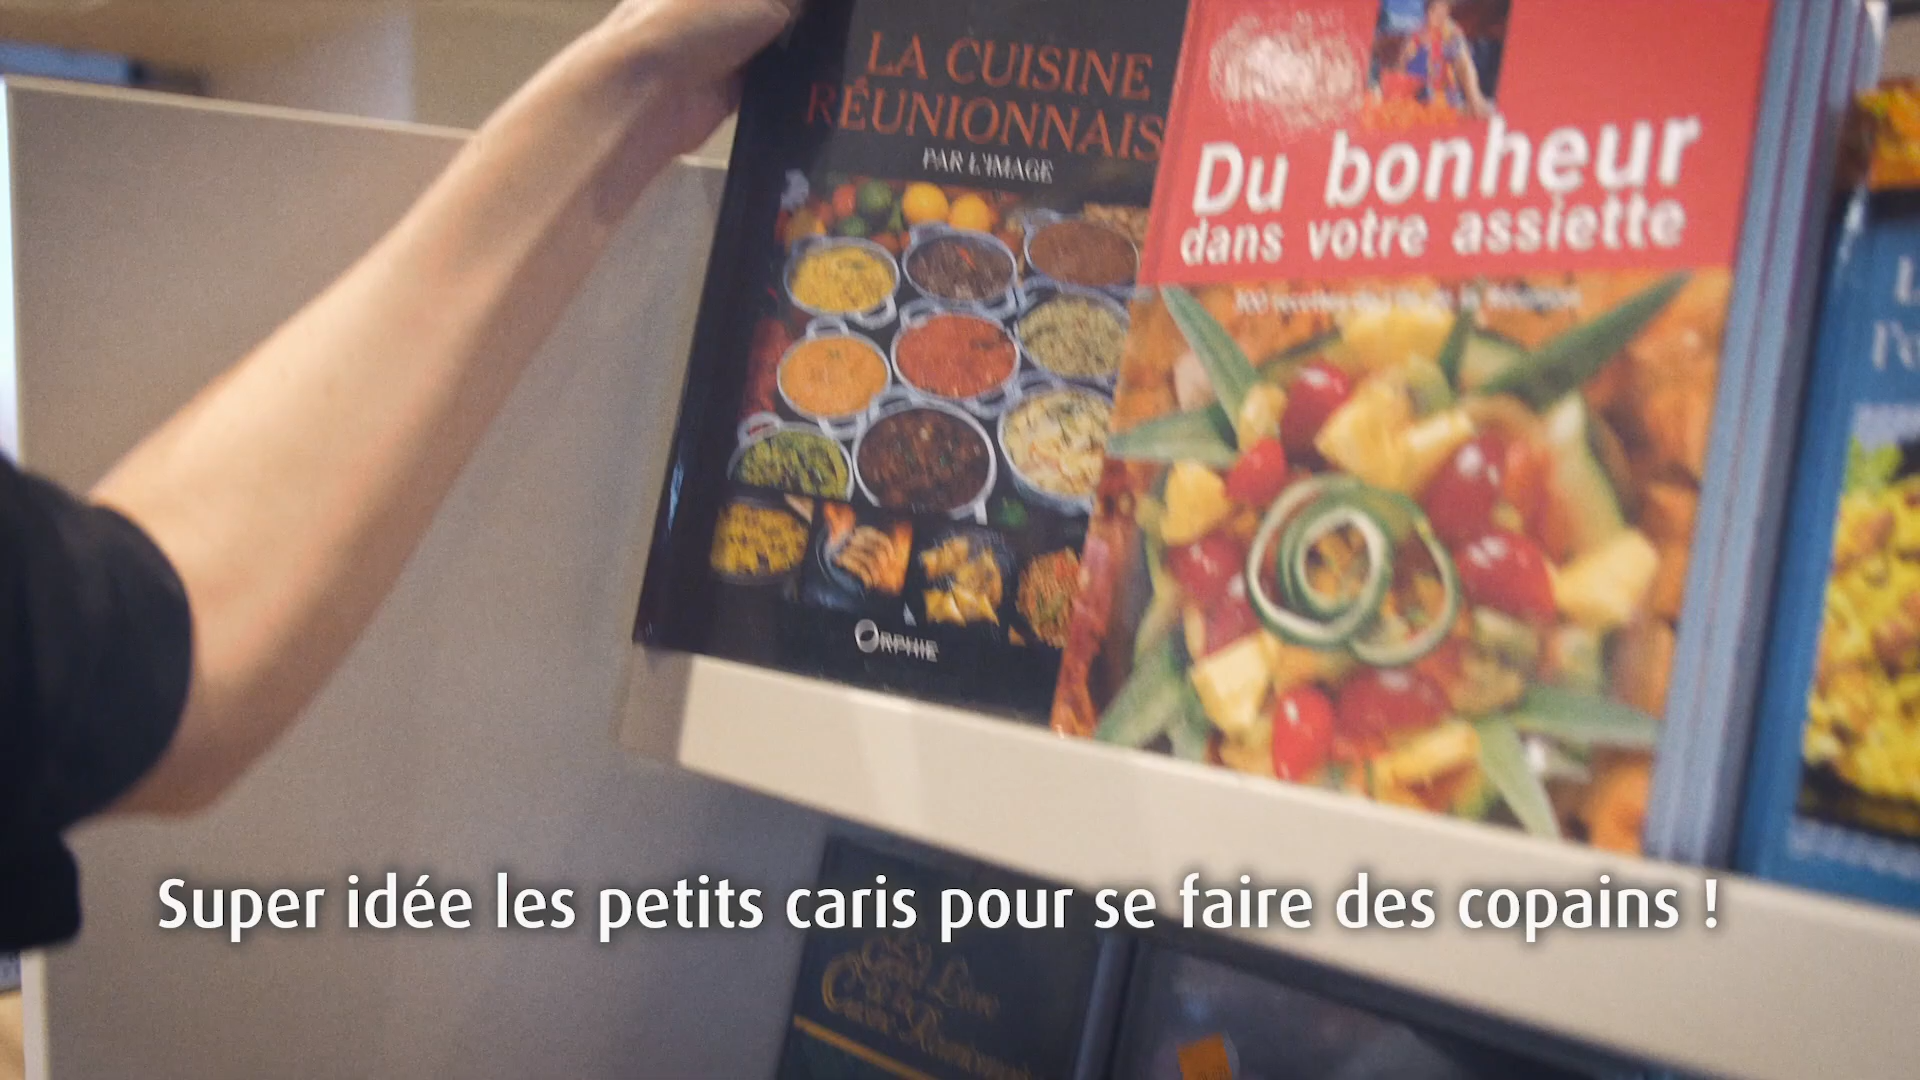 LA CUISINE
RÉUNIONNAIS
PAR L'IMAGE
ORPHIE
Du bonheur
dans votre assiette
Super idée les petits caris pour se faire des copains !